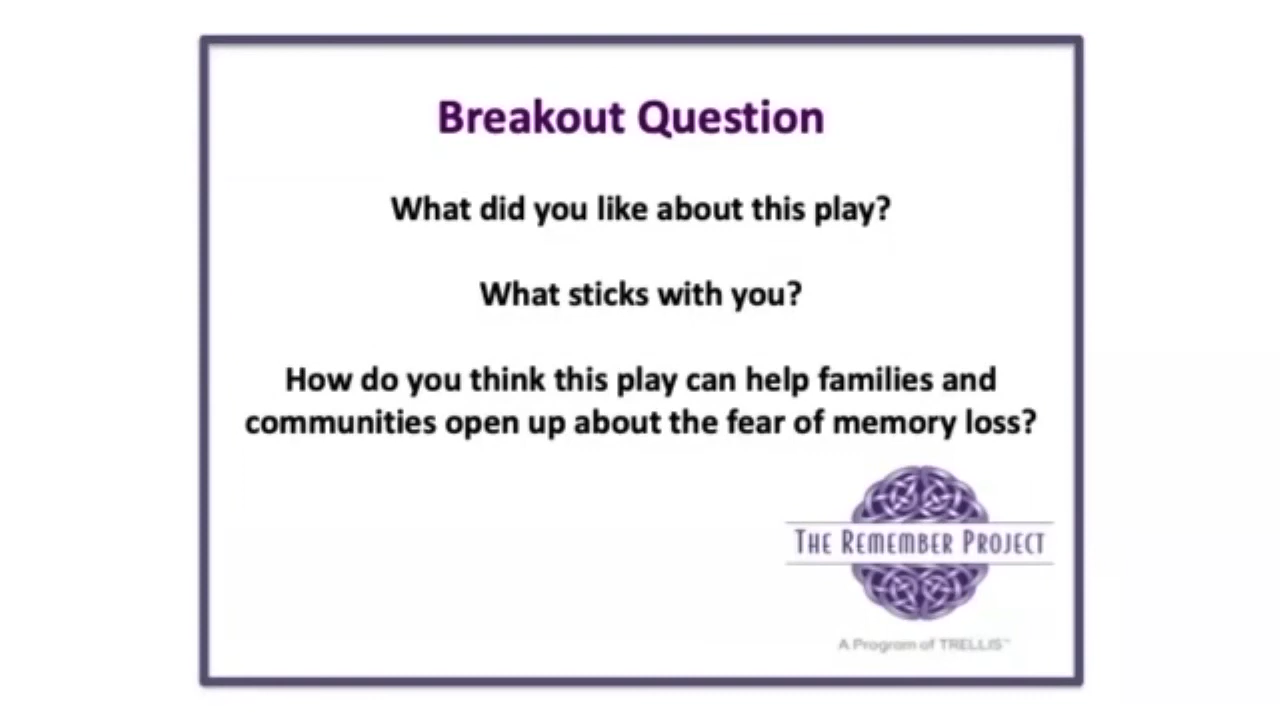 Breakout Question
What did you like about this play?
What sticks with you?
How do you think this play can help families and
communities open up about the fear of memory loss?
THE REMEMBER PROJECT
A Program of TRELLIS™